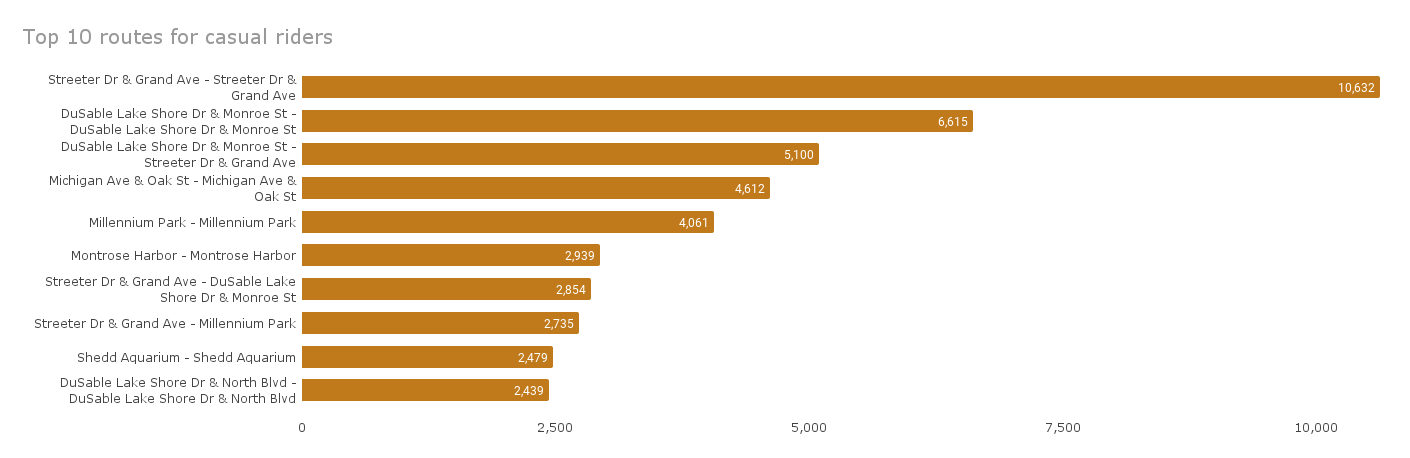 Top 10 routes for casual riders
Streeter Dr & Grand Ave - Streeter Dr &
Grand Ave
10,632
DuSable Lake Shore Dr & Monroe St -
DuSable Lake Shore Dr & Monroe St
6,615
DuSable Lake Shore Dr & Monroe St -
Streeter Dr & Grand Ave
5,100
Michigan Ave & Oak St - Michigan Ave &
Oak St
4,612
Millennium Park - Millennium Park
4,061
Montrose Harbor - Montrose Harbor
2,939
Streeter Dr & Grand Ave - DuSable Lake
Shore Dr & Monroe St
2,854
Streeter Dr & Grand Ave - Millennium Park
2,735
Shedd Aquarium - Shedd Aquarium
2,479
DuSable Lake Shore Dr & North Blvd -
DuSable Lake Shore Dr & North Blvd
2,439
0
2,500
5,000
7,500
10,000